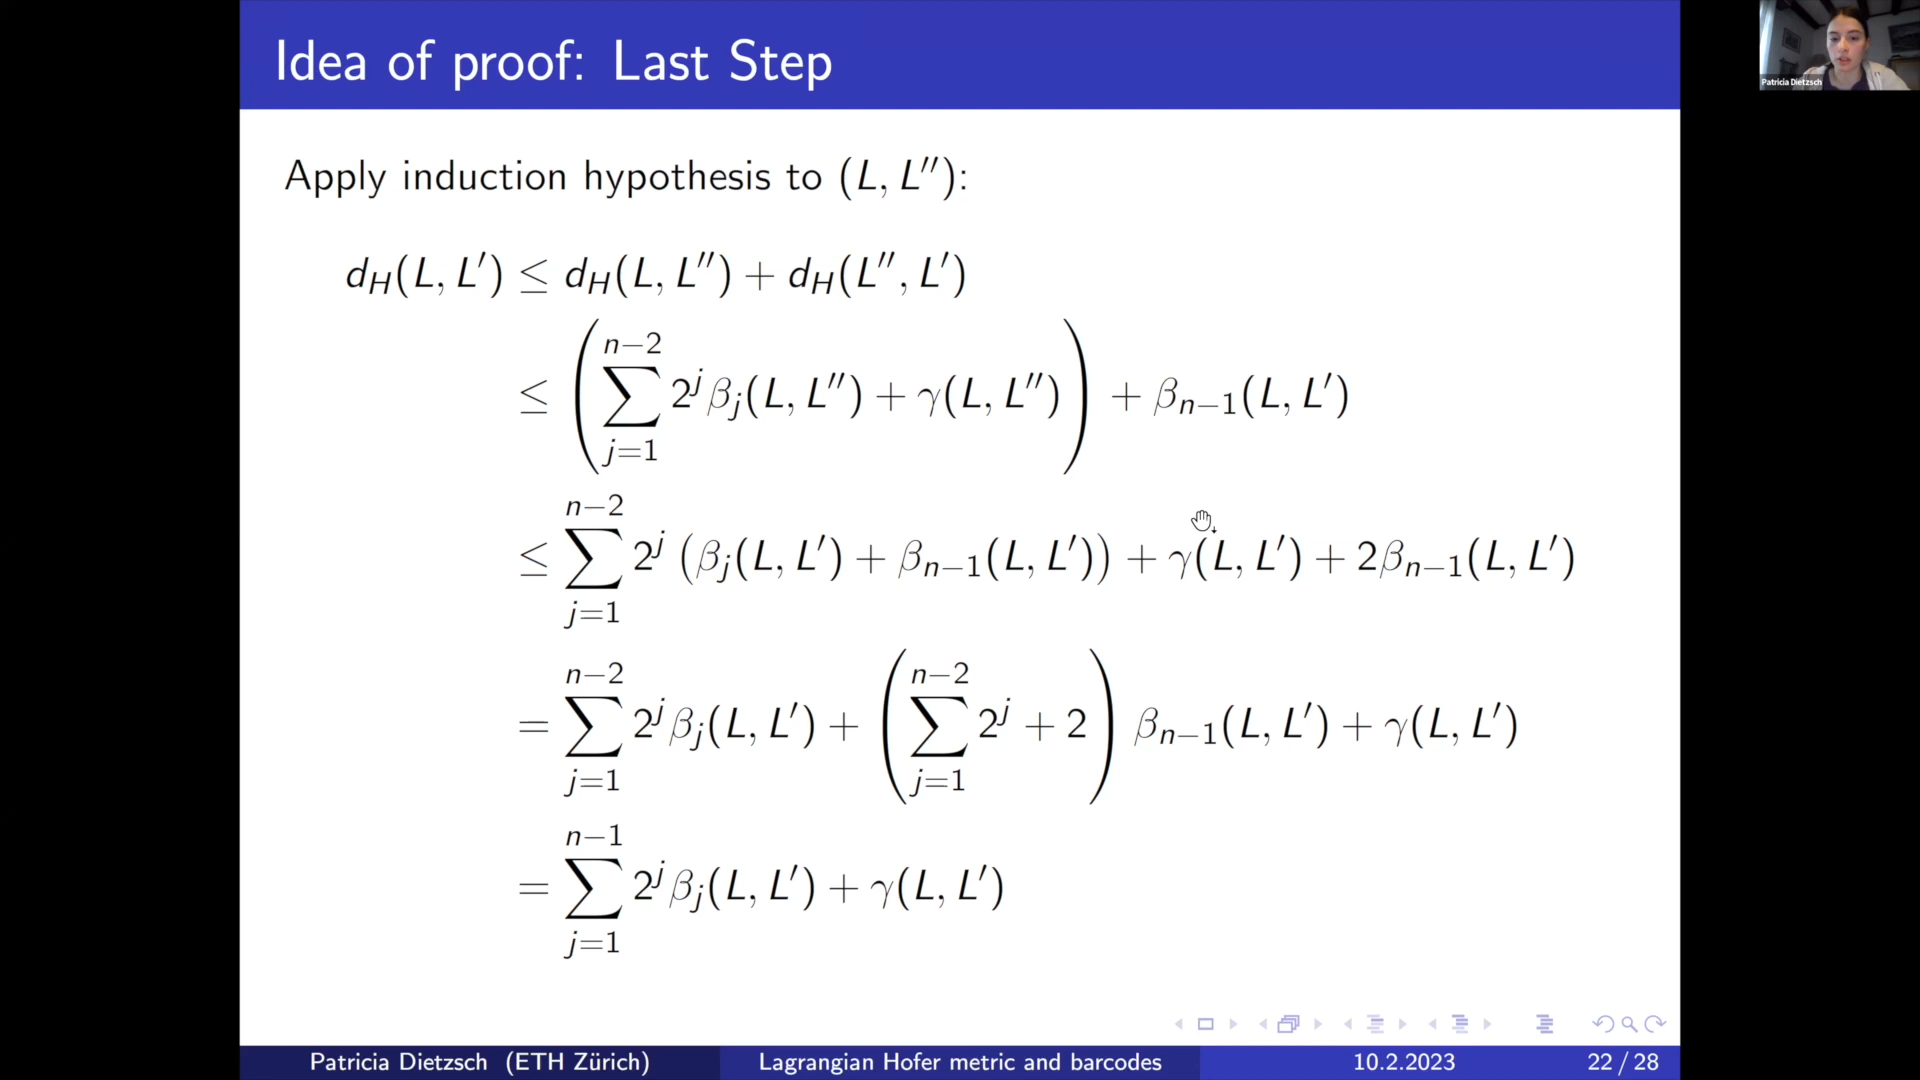 Idea of proof: Last Step
Patricia Dietzsch
Apply induction hypothesis to (L, L″):
d_H(L, L′) ≤ d_H(L, L″) + d_H(L″, L′)
≤ ( ∑_{j=1}^{n−2} 2^j β_j(L, L″) + γ(L, L″) ) + β_{n−1}(L, L′)
≤ ∑_{j=1}^{n−2} 2^j (β_j(L, L′) + β_{n−1}(L, L′)) + γ(L, L′) + 2β_{n−1}(L, L′)
= ∑_{j=1}^{n−2} 2^j β_j(L, L′) + ( ∑_{j=1}^{n−2} 2^j + 2 ) β_{n−1}(L, L′) + γ(L, L′)
= ∑_{j=1}^{n−1} 2^j β_j(L, L′) + γ(L, L′)
Patricia Dietzsch (ETH Zürich) Lagrangian Hofer metric and barcodes 10.2.2023 22 / 28